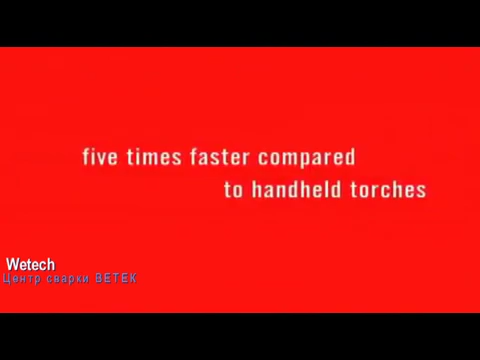 five times faster compared
to handheld torches
Wetech
Центр сварки ВЕТЕК